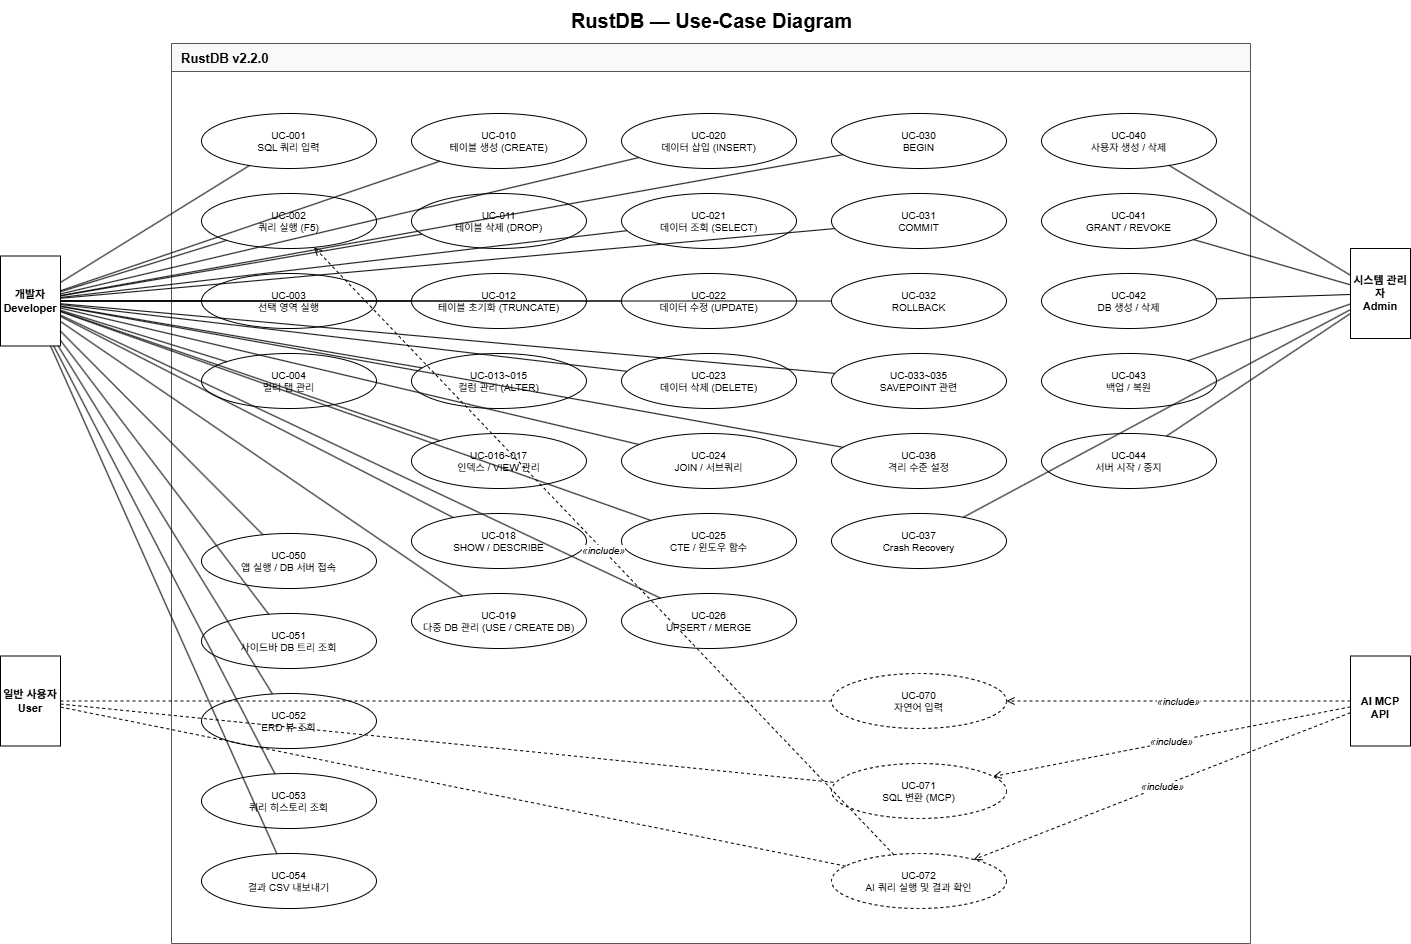 RustDB — Use-Case Diagram
RustDB v2.2.0
UC-001
SQL 쿼리 입력
UC-010
테이블 생성 (CREATE)
UC-020
데이터 삽입 (INSERT)
UC-030
BEGIN
UC-040
사용자 생성 / 삭제
UC-002
쿼리 실행 (F5)
UC-011
테이블 삭제 (DROP)
UC-021
데이터 조회 (SELECT)
UC-031
COMMIT
UC-041
GRANT / REVOKE
개발자
Developer
UC-003
선택 영역 실행
UC-012
테이블 초기화 (TRUNCATE)
UC-022
데이터 수정 (UPDATE)
UC-032
ROLLBACK
UC-042
DB 생성 / 삭제
시스템 관리
자
Admin
UC-004
멀티 탭 관리
UC-013~015
컬럼 관리 (ALTER)
UC-023
데이터 삭제 (DELETE)
UC-033~035
SAVEPOINT 관련
UC-043
백업 / 복원
UC-016~017
인덱스 / VIEW 관리
UC-024
JOIN / 서브쿼리
UC-036
격리 수준 설정
UC-044
서버 시작 / 중지
UC-050
앱 실행 / DB 서버 접속
UC-018
SHOW / DESCRIBE
«include»
UC-025
CTE / 윈도우 함수
UC-037
Crash Recovery
UC-051
사이드바 DB 트리 조회
UC-019
다중 DB 관리 (USE / CREATE DB)
UC-026
UPSERT / MERGE
일반 사용자
User
UC-052
ERD 뷰 조회
UC-070
자연어 입력
«include»
AI MCP
API
«include»
UC-053
쿼리 히스토리 조회
UC-071
SQL 변환 (MCP)
«include»
UC-054
결과 CSV 내보내기
UC-072
AI 쿼리 실행 및 결과 확인